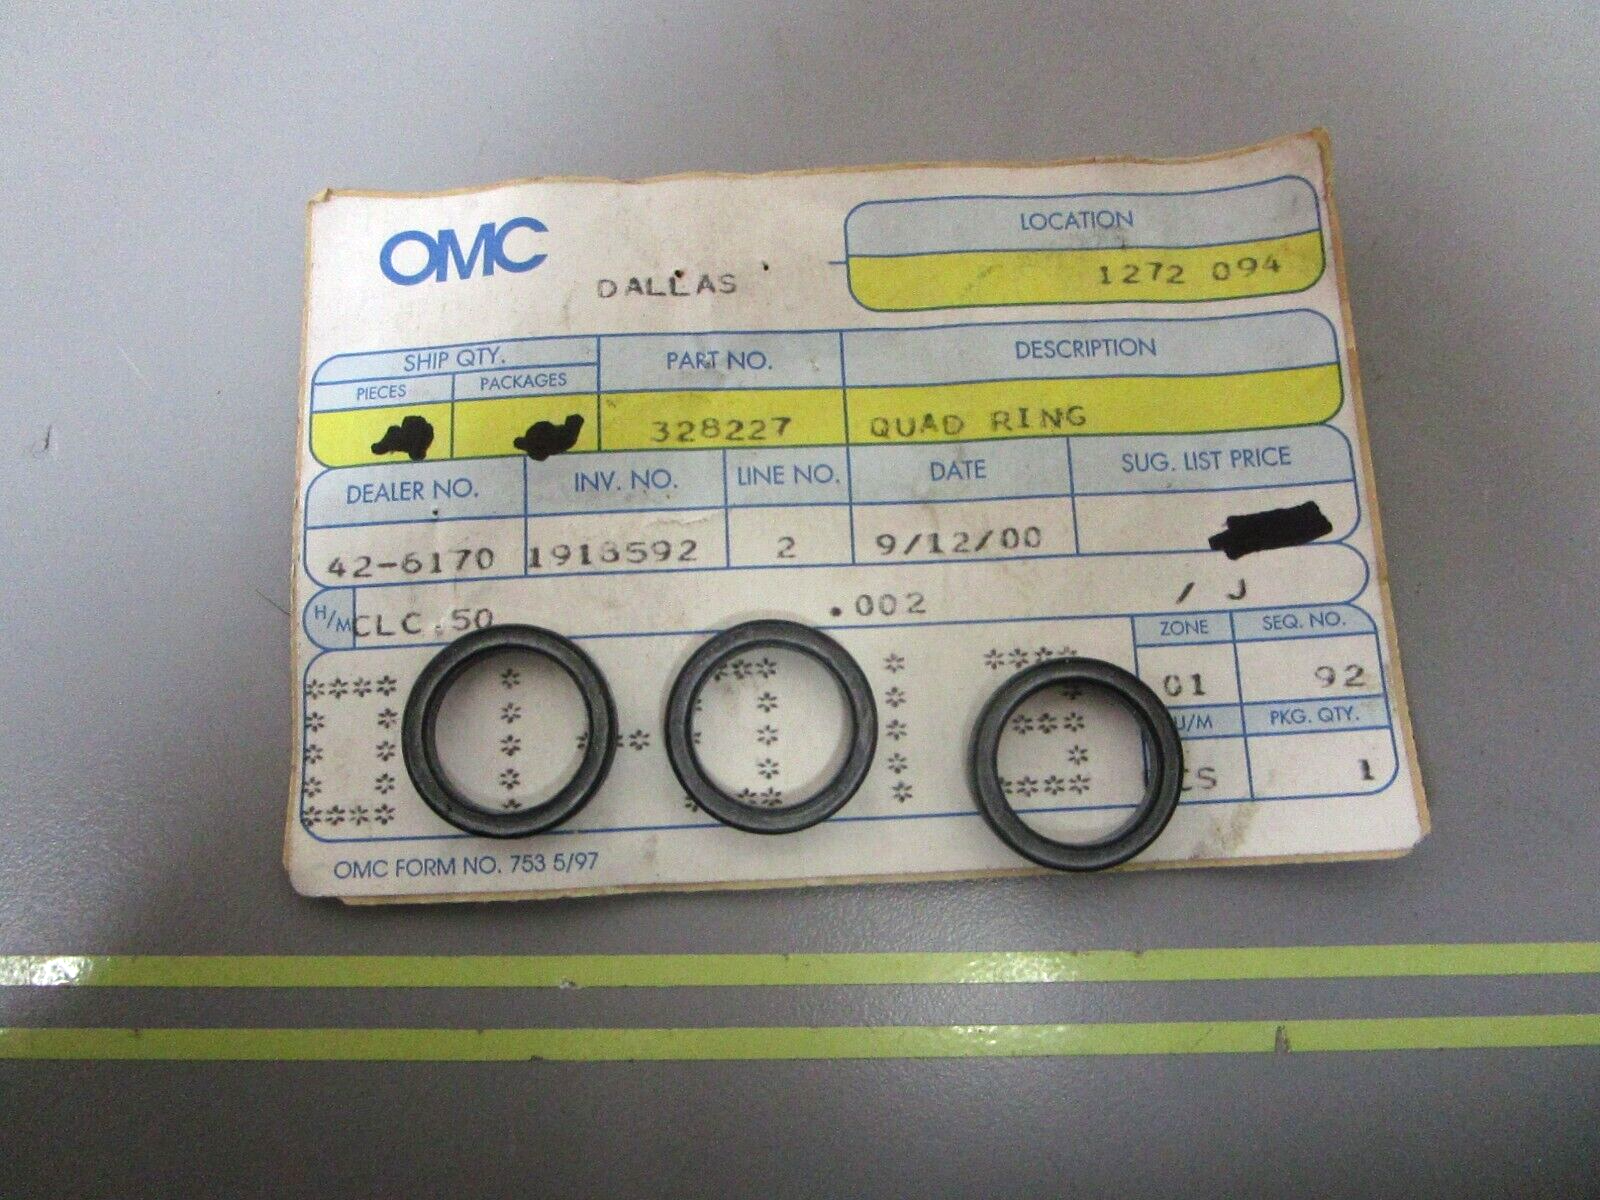 OMC
DALLAS
LOCATION
1272 094
SHIP QTY.
PIECES PACKAGES
PART NO.
DESCRIPTION
328227
QUAD RING
DEALER NO.
INV. NO.
LINE NO.
DATE
SUG. LIST PRICE
42-6170
1918592
2
9/12/00
H/M CLC.50 .002 / J
ZONE
SEQ. NO.
01
92
U/M
PKG. QTY.
1
OMC FORM NO. 753 5/97